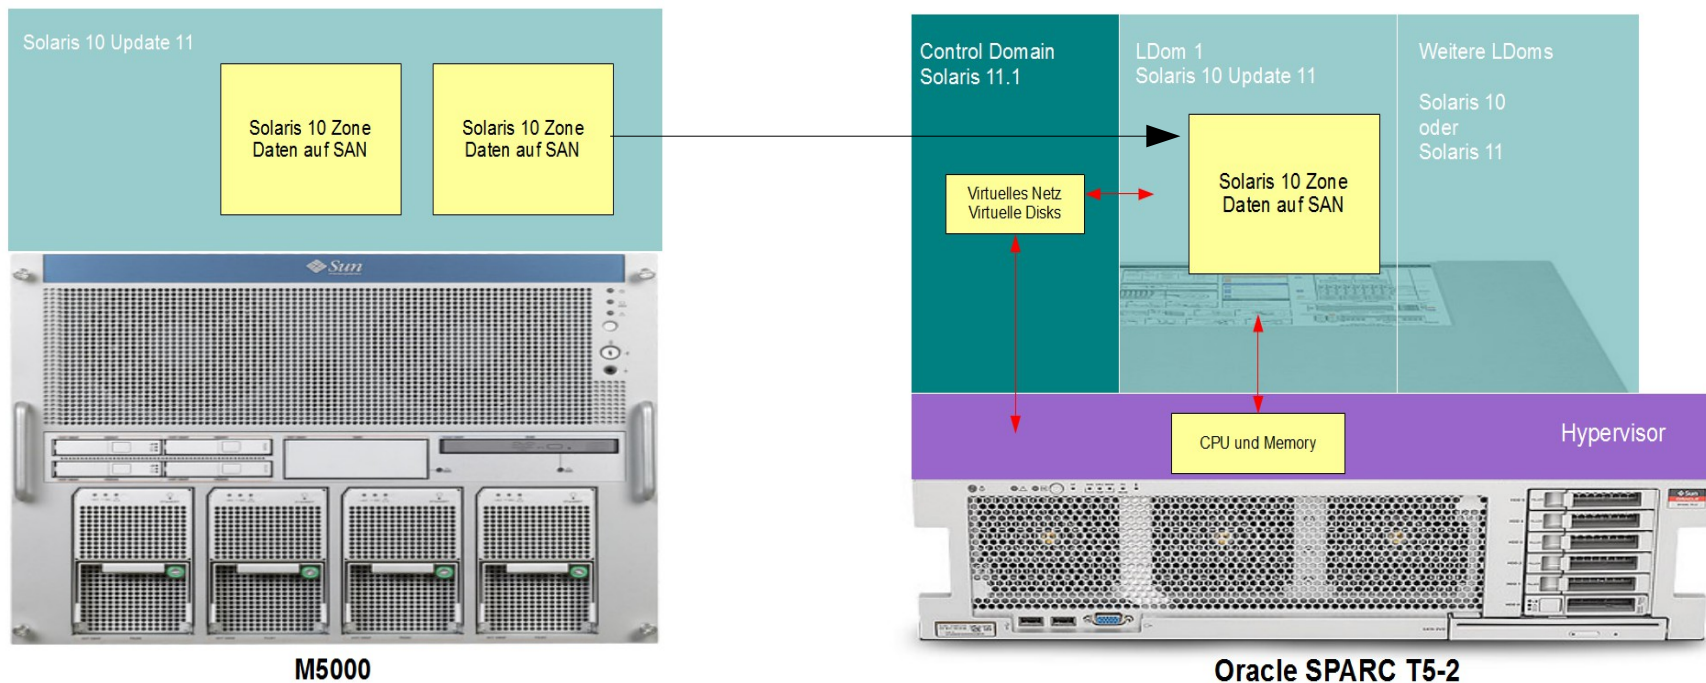 Solaris 10 Update 11
Solaris 10 Zone
Daten auf SAN
Solaris 10 Zone
Daten auf SAN
Sun
M5000
Control Domain
Solaris 11.1
LDom 1
Solaris 10 Update 11
Weitere LDoms
Solaris 10
oder
Solaris 11
Virtuelles Netz
Virtuelle Disks
Solaris 10 Zone
Daten auf SAN
CPU und Memory
Hypervisor
Sun
Oracle SPARC T5-2